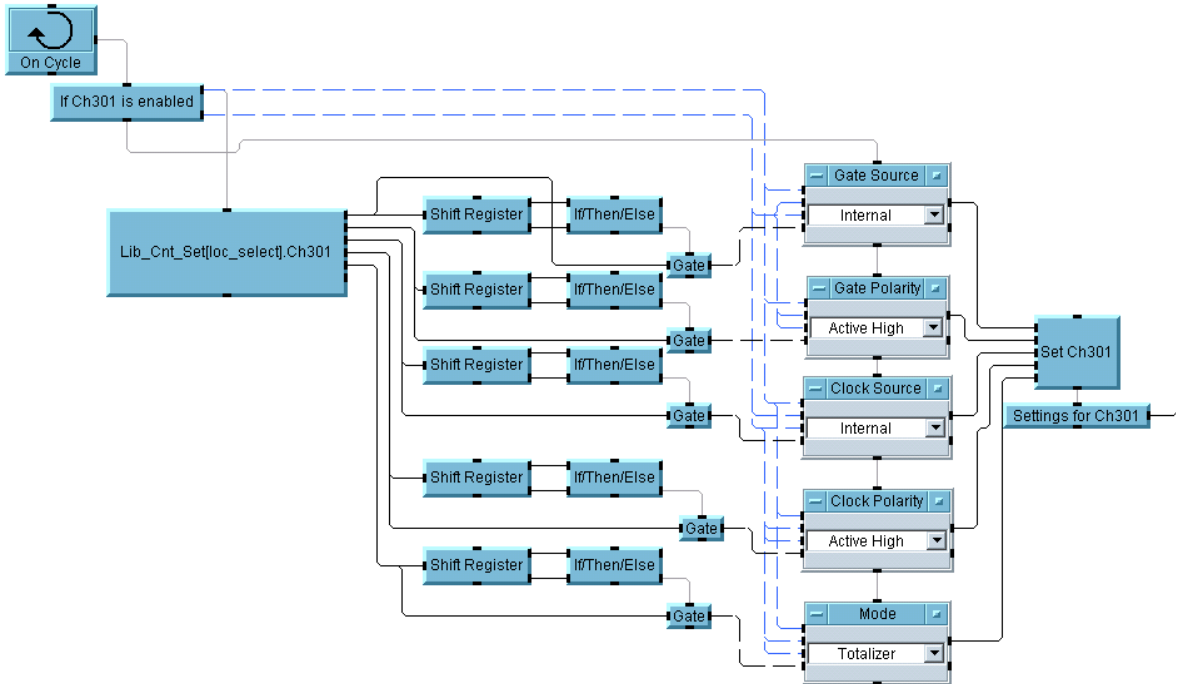 On Cycle
If Ch301 is enabled
Gate Source
Internal
Shift Register
If/Then/Else
Lib_Cnt_Set[loc_select].Ch301
Gate
Shift Register
If/Then/Else
Gate Polarity
Active High
Gate
Set Ch301
Shift Register
If/Then/Else
Clock Source
Gate
Internal
Settings for Ch301
Shift Register
If/Then/Else
Clock Polarity
Gate
Active High
Shift Register
If/Then/Else
Gate
Mode
Totalizer